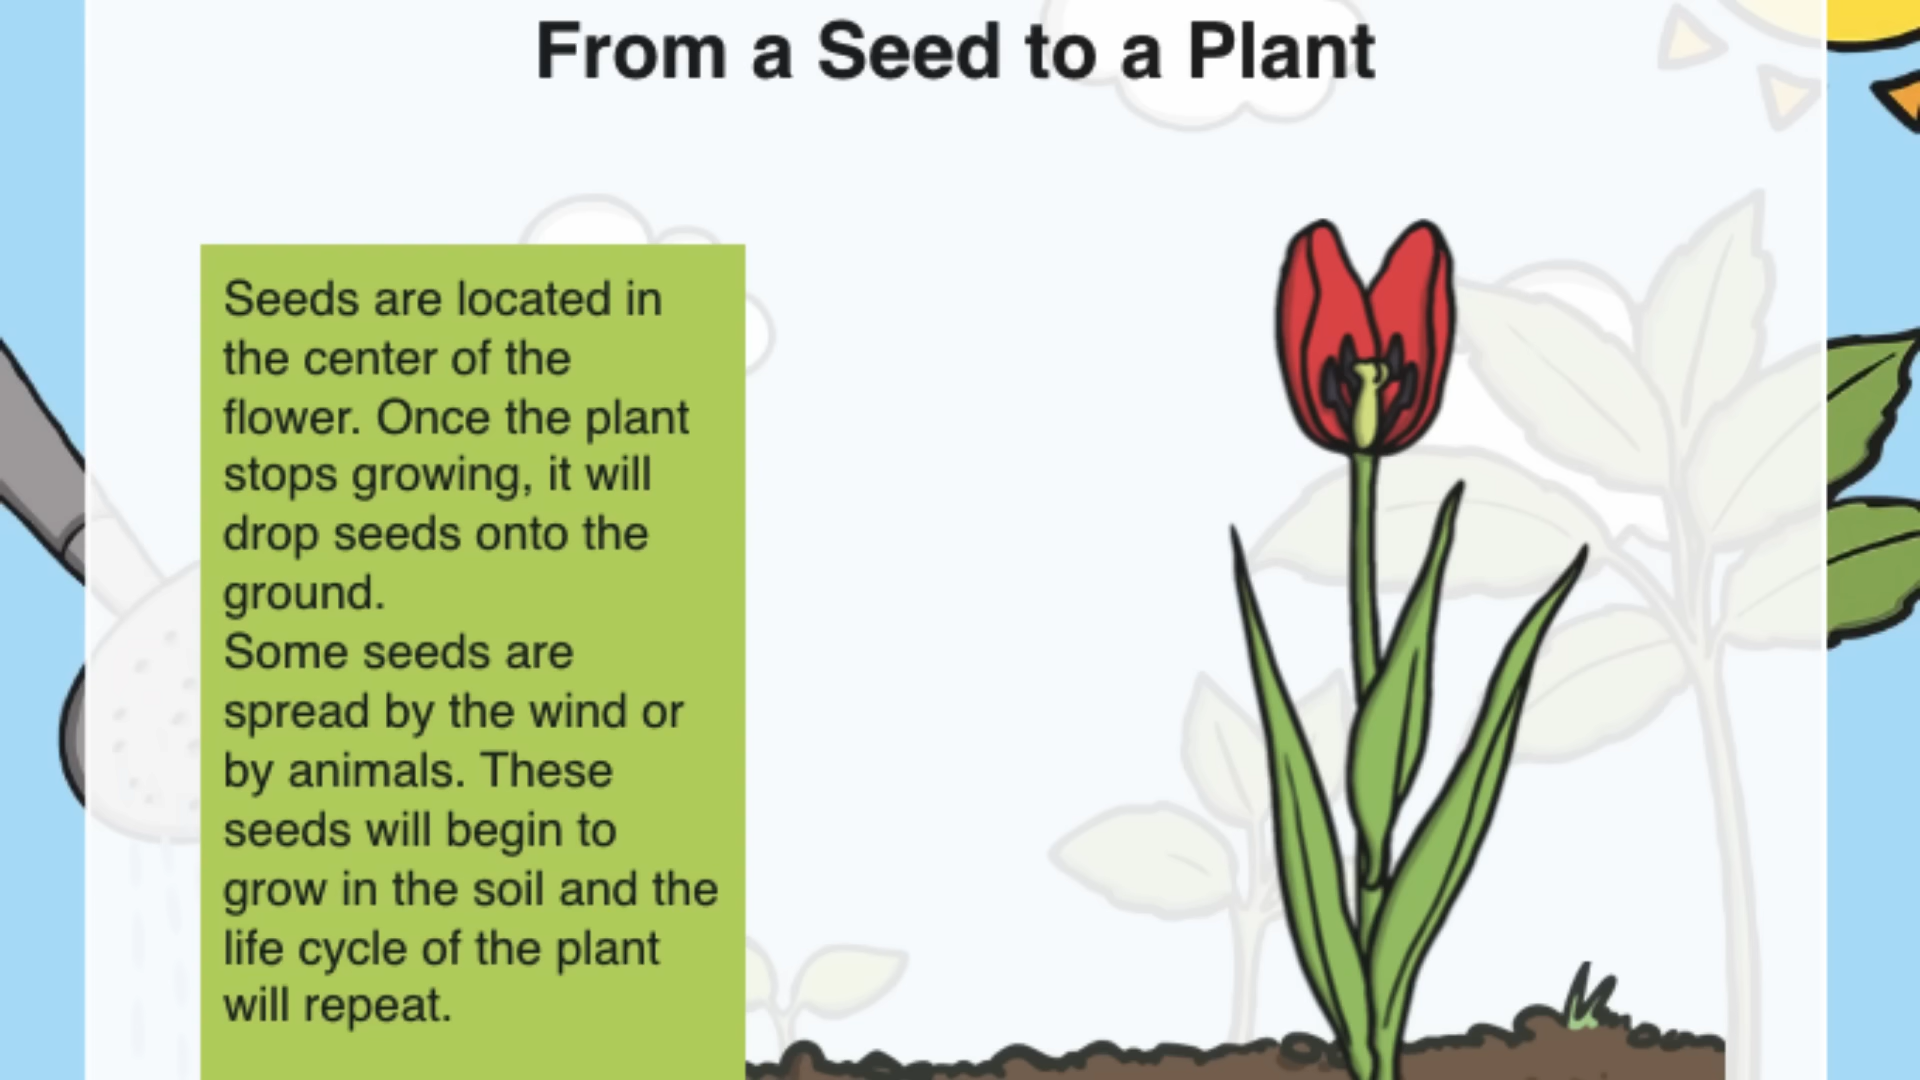 From a Seed to a Plant
Seeds are located in
the center of the
flower. Once the plant
stops growing, it will
drop seeds onto the
ground.
Some seeds are
spread by the wind or
by animals. These
seeds will begin to
grow in the soil and the
life cycle of the plant
will repeat.